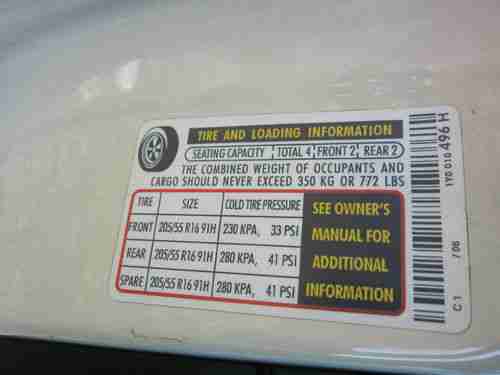 TIRE AND LOADING INFORMATION
SEATING CAPACITY TOTAL 4 FRONT 2 REAR 2
THE COMBINED WEIGHT OF OCCUPANTS AND
CARGO SHOULD NEVER EXCEED 350 KG OR 772 LBS
TIRE SIZE COLD TIRE PRESSURE
FRONT 205/55 R16 91H 230 KPA, 33 PSI
REAR 205/55 R16 91H 280 KPA, 41 PSI
SPARE 205/55 R16 91H 280 KPA, 41 PSI
SEE OWNER'S
MANUAL FOR
ADDITIONAL
INFORMATION
1T0 010 496 H
C 1 / 06